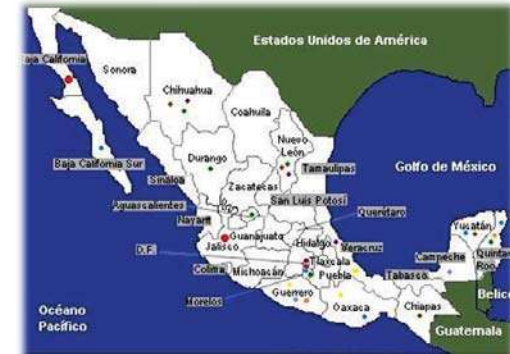 Estados Unidos de América
Baja California
Sonora
Chihuahua
Coahuila
Nuevo
León
Durango
Tamaulipas
Golfo de México
Baja California Sur
Sinaloa
Zacatecas
San Luis Potosí
Aguascalientes
Yucatán
Nayarit
Querétaro
Guanajuato
Hidalgo
Veracruz
Jalisco
D.F.
Tlaxcala
Campeche
Quintana
Roo
Colima
Michoacán
Puebla
Tabasco
Morelos
Guerrero
Belice
Océano
Pacífico
Oaxaca
Chiapas
Guatemala